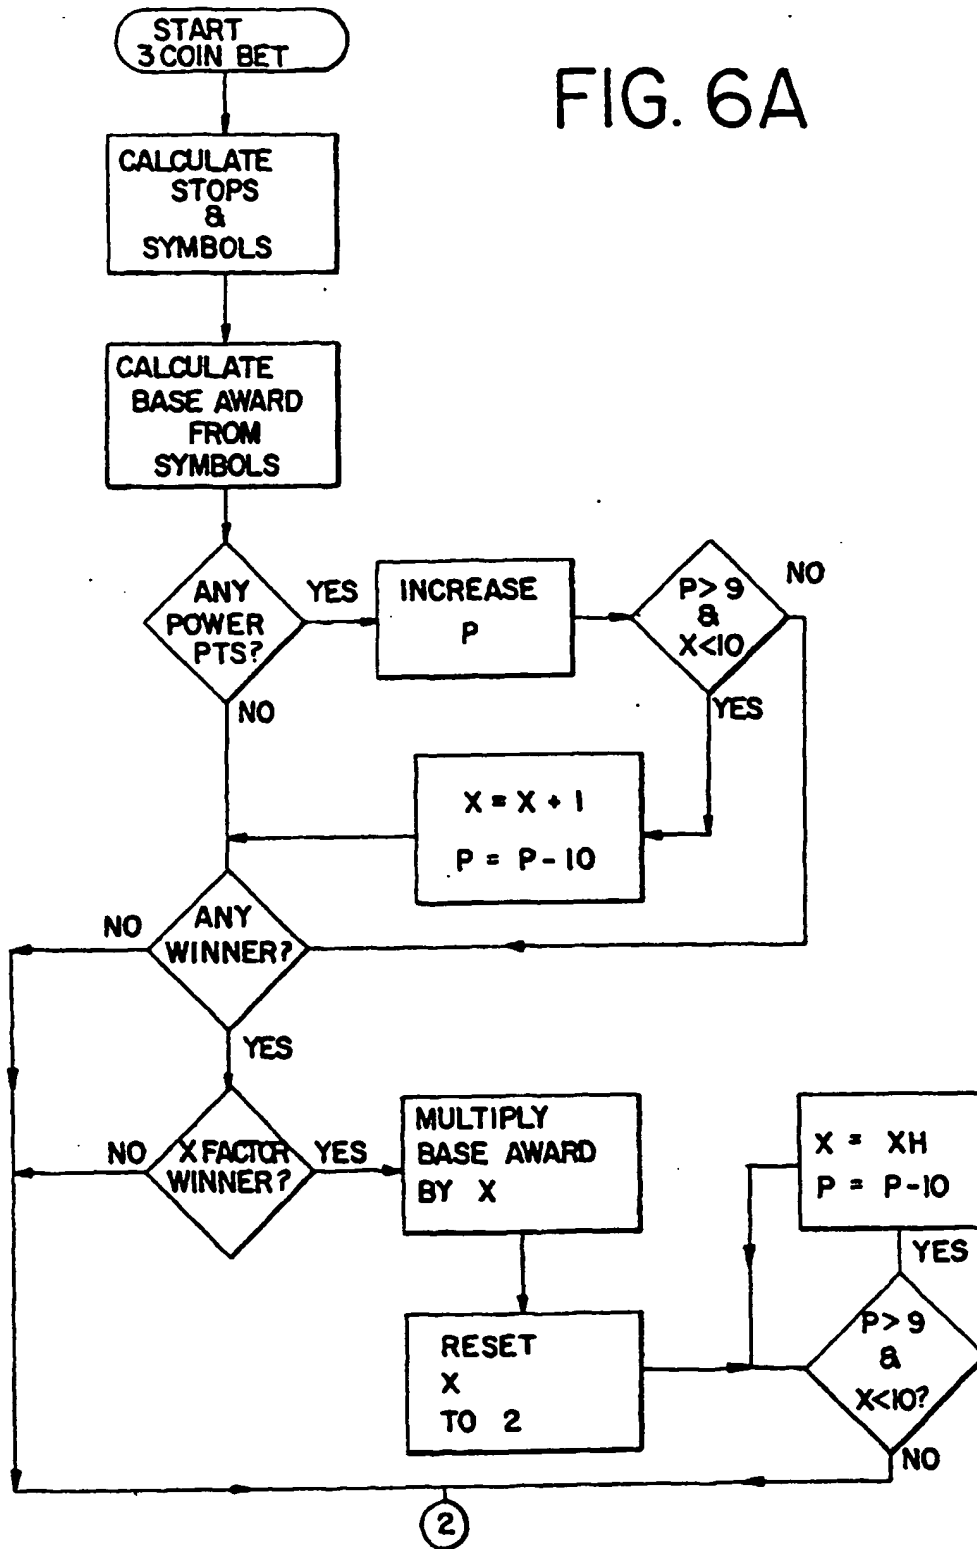 START
3 COIN BET
FIG. 6A
CALCULATE
STOPS
&
SYMBOLS
CALCULATE
BASE AWARD
FROM
SYMBOLS
ANY
POWER
PTS?
YES
INCREASE
P
P > 9
&
X<10
NO
NO
YES
X = X + 1
P = P - 10
NO
ANY
WINNER?
YES
NO
X FACTOR
WINNER?
YES
MULTIPLY
BASE AWARD
BY X
X = XH
P = P-10
YES
RESET
X
TO 2
P > 9
&
X<10?
NO
2